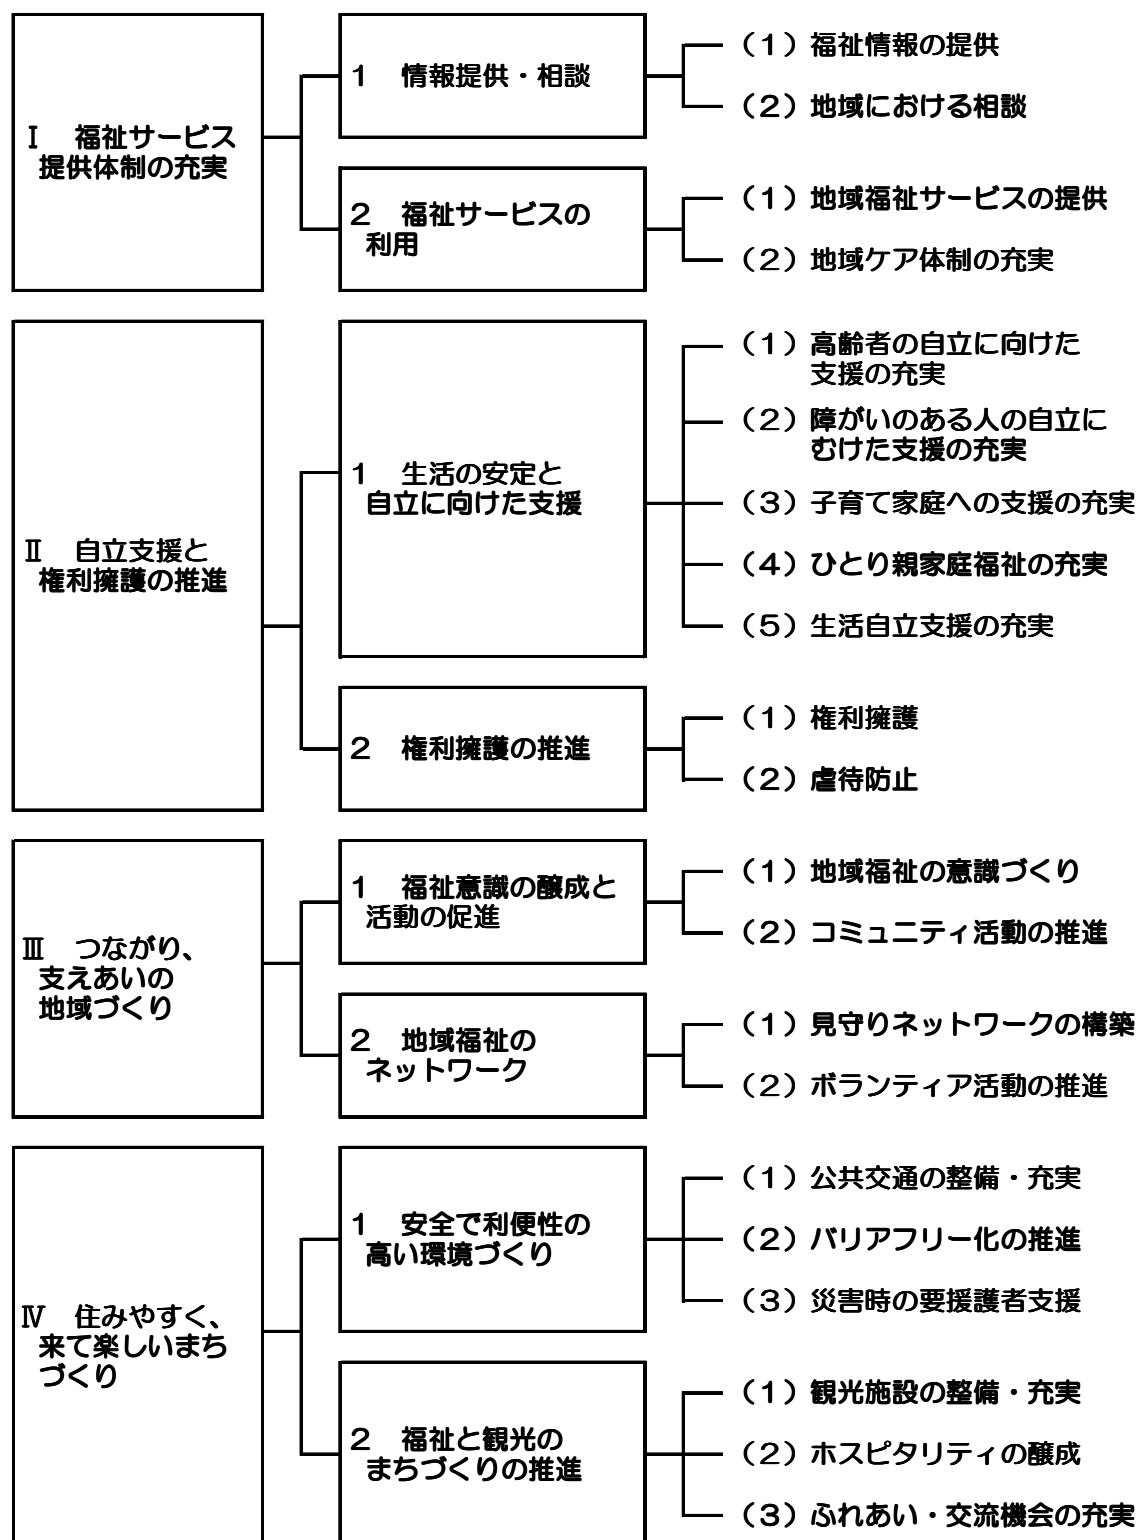 Ⅰ　福祉サービス
提供体制の充実
1　情報提供・相談
（1）福祉情報の提供
（2）地域における相談
2　福祉サービスの
利用
（1）地域福祉サービスの提供
（2）地域ケア体制の充実
Ⅱ　自立支援と
権利擁護の推進
1　生活の安定と
自立に向けた支援
（1）高齢者の自立に向けた
支援の充実
（2）障がいのある人の自立に
むけた支援の充実
（3）子育て家庭への支援の充実
（4）ひとり親家庭福祉の充実
（5）生活自立支援の充実
2　権利擁護の推進
（1）権利擁護
（2）虐待防止
Ⅲ　つながり、
支えあいの
地域づくり
1　福祉意識の醸成と
活動の促進
（1）地域福祉の意識づくり
（2）コミュニティ活動の推進
2　地域福祉の
ネットワーク
（1）見守りネットワークの構築
（2）ボランティア活動の推進
Ⅳ　住みやすく、
来て楽しいまち
づくり
1　安全で利便性の
高い環境づくり
（1）公共交通の整備・充実
（2）バリアフリー化の推進
（3）災害時の要援護者支援
2　福祉と観光の
まちづくりの推進
（1）観光施設の整備・充実
（2）ホスピタリティの醸成
（3）ふれあい・交流機会の充実